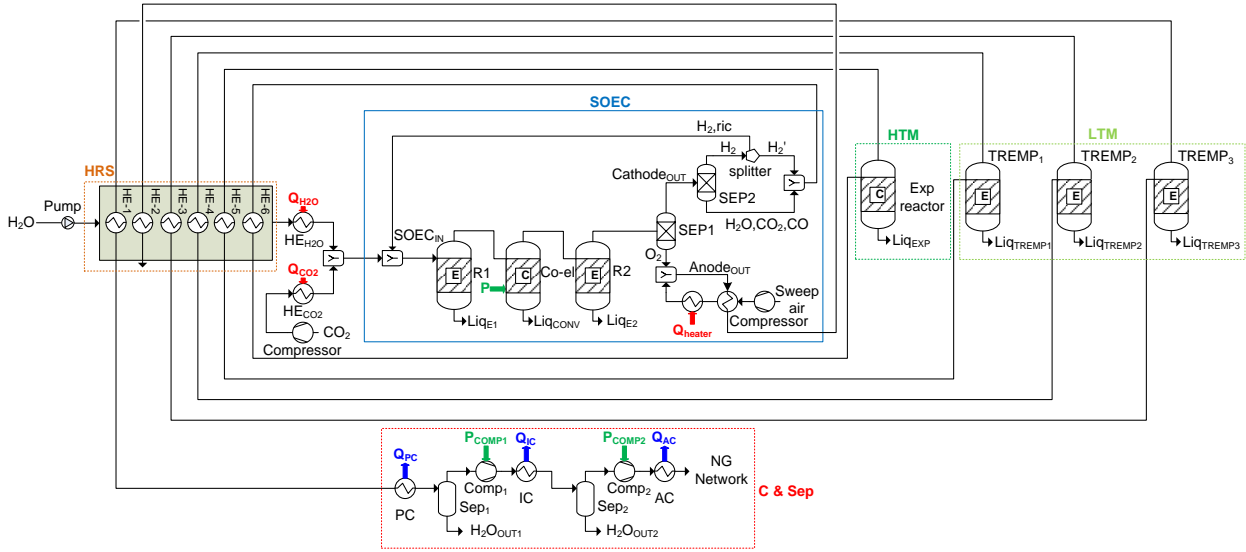 SOEC
H₂,ric
HTM
LTM
HRS
H₂
H₂'
TREMP₁
TREMP₂
TREMP₃
splitter
Cathode_OUT
HE-1
HE-2
HE-3
HE-4
HE-5
HE-6
SEP2
C
Exp
reactor
E
E
E
Pump
Q_H2O
H₂O
HE_H2O
SOEC_IN
H₂O,CO₂,CO
SEP1
Liq_EXP
Liq_TREMP1
Liq_TREMP2
Liq_TREMP3
O₂
Q_CO2
E
R1
C
Co-el
E
R2
Anode_OUT
P
HE_CO2
Sweep
air
Compressor
Liq_E1
Liq_CONV
Liq_E2
Q_heater
CO₂
Compressor
P_COMP1
Q_IC
P_COMP2
Q_AC
Q_PC
NG
Network
Comp₁
IC
Comp₂
AC
C & Sep
PC
Sep₁
Sep₂
H₂O_OUT1
H₂O_OUT2